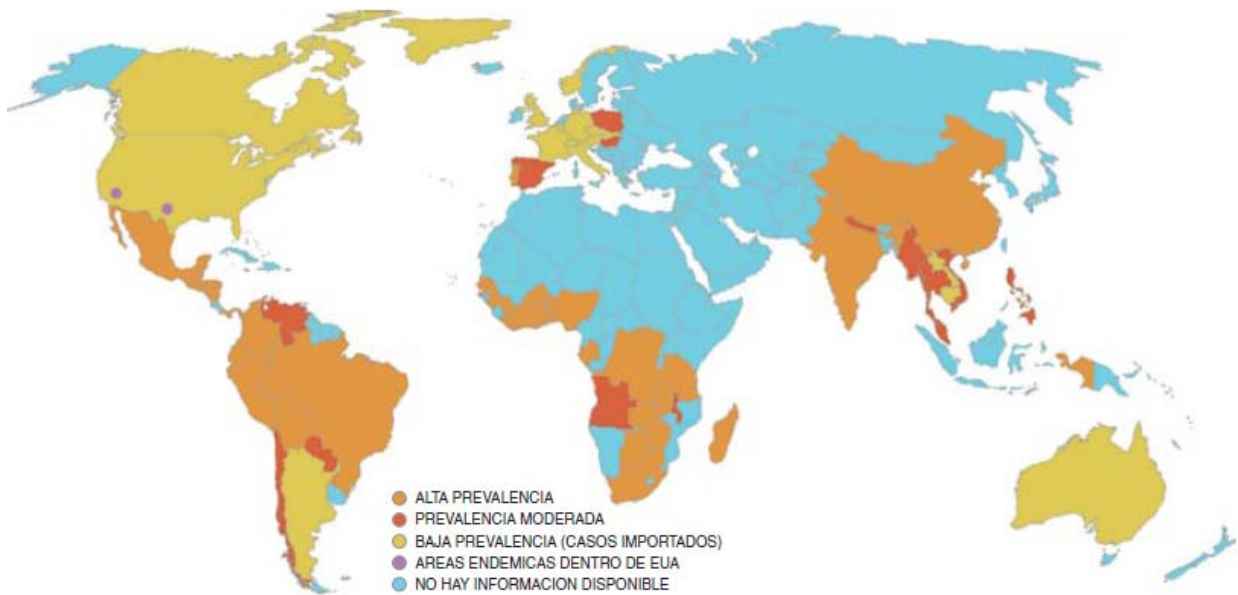 ALTA PREVALENCIA
PREVALENCIA MODERADA
BAJA PREVALENCIA (CASOS IMPORTADOS)
AREAS ENDEMICAS DENTRO DE EUA
NO HAY INFORMACION DISPONIBLE